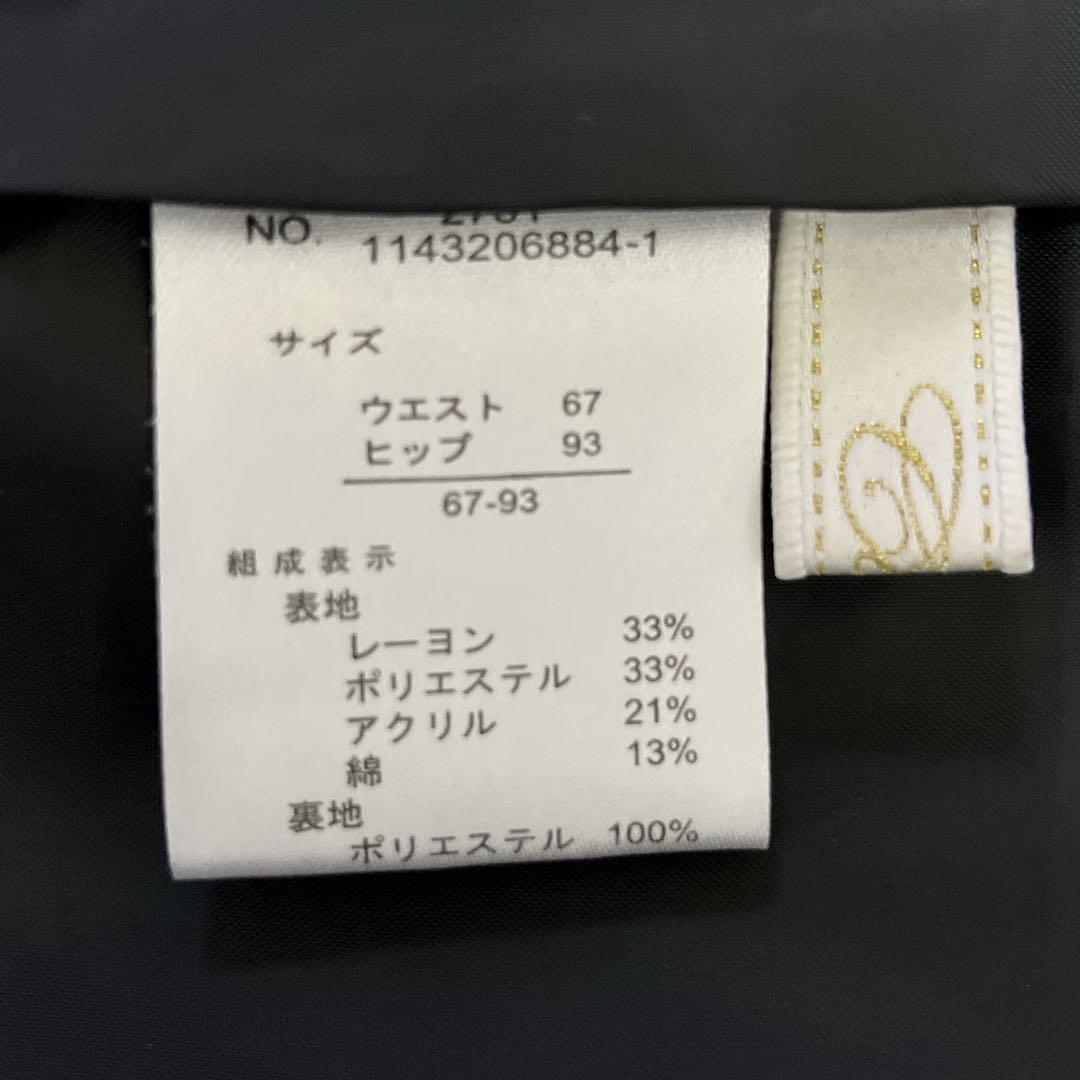 NO. 1143206884-1
サイズ
ウエスト 67
ヒップ 93
67-93
組成表示
表地
レーヨン 33%
ポリエステル 33%
アクリル 21%
綿 13%
裏地
ポリエステル 100%